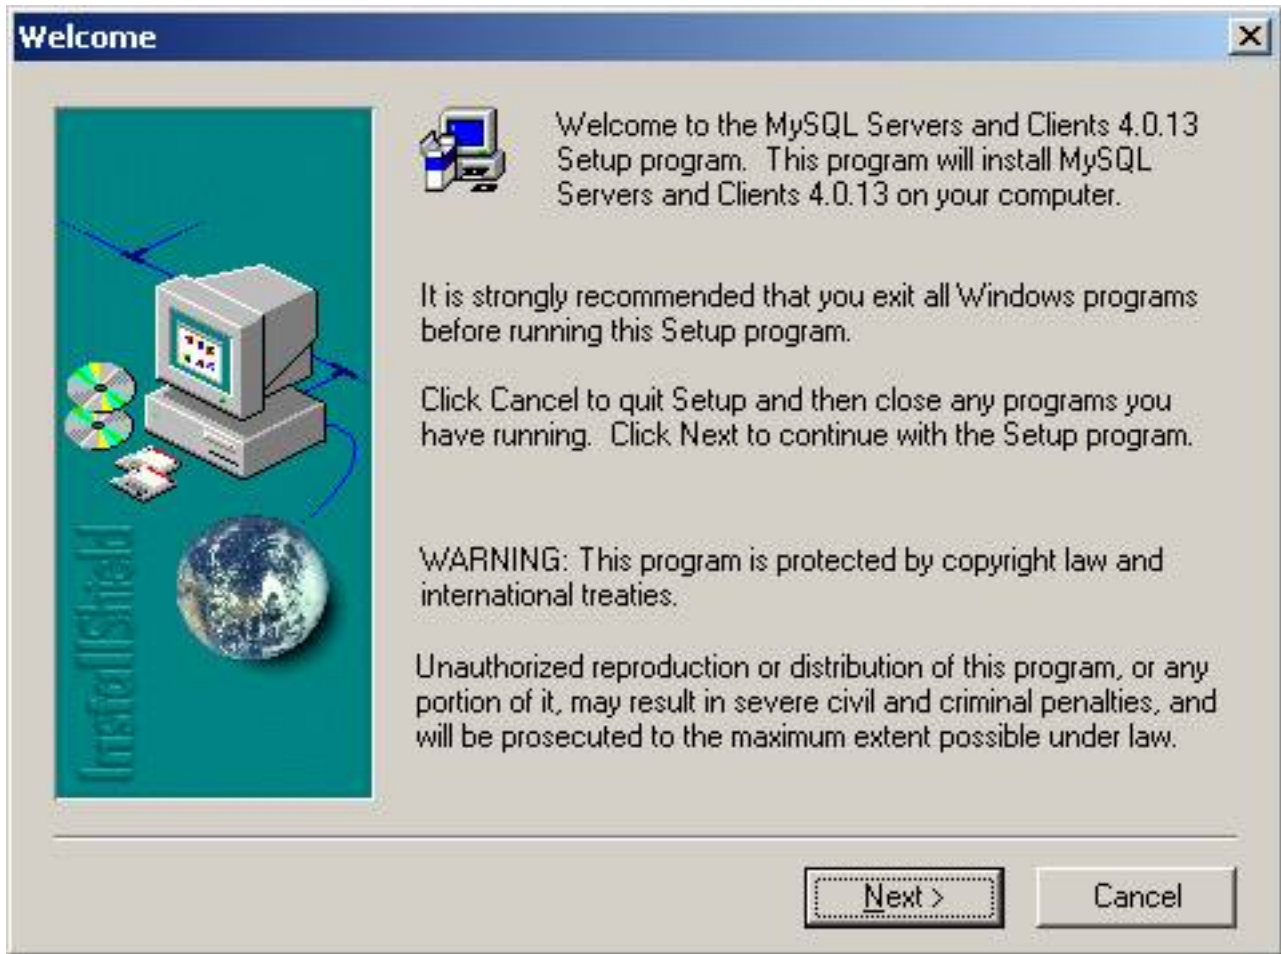 Welcome
Welcome to the MySQL Servers and Clients 4.0.13
Setup program.  This program will install MySQL
Servers and Clients 4.0.13 on your computer.
It is strongly recommended that you exit all Windows programs
before running this Setup program.
Click Cancel to quit Setup and then close any programs you
have running.  Click Next to continue with the Setup program.
WARNING: This program is protected by copyright law and
international treaties.
Unauthorized reproduction or distribution of this program, or any
portion of it, may result in severe civil and criminal penalties, and
will be prosecuted to the maximum extent possible under law.
InstallShield
Next >
Cancel